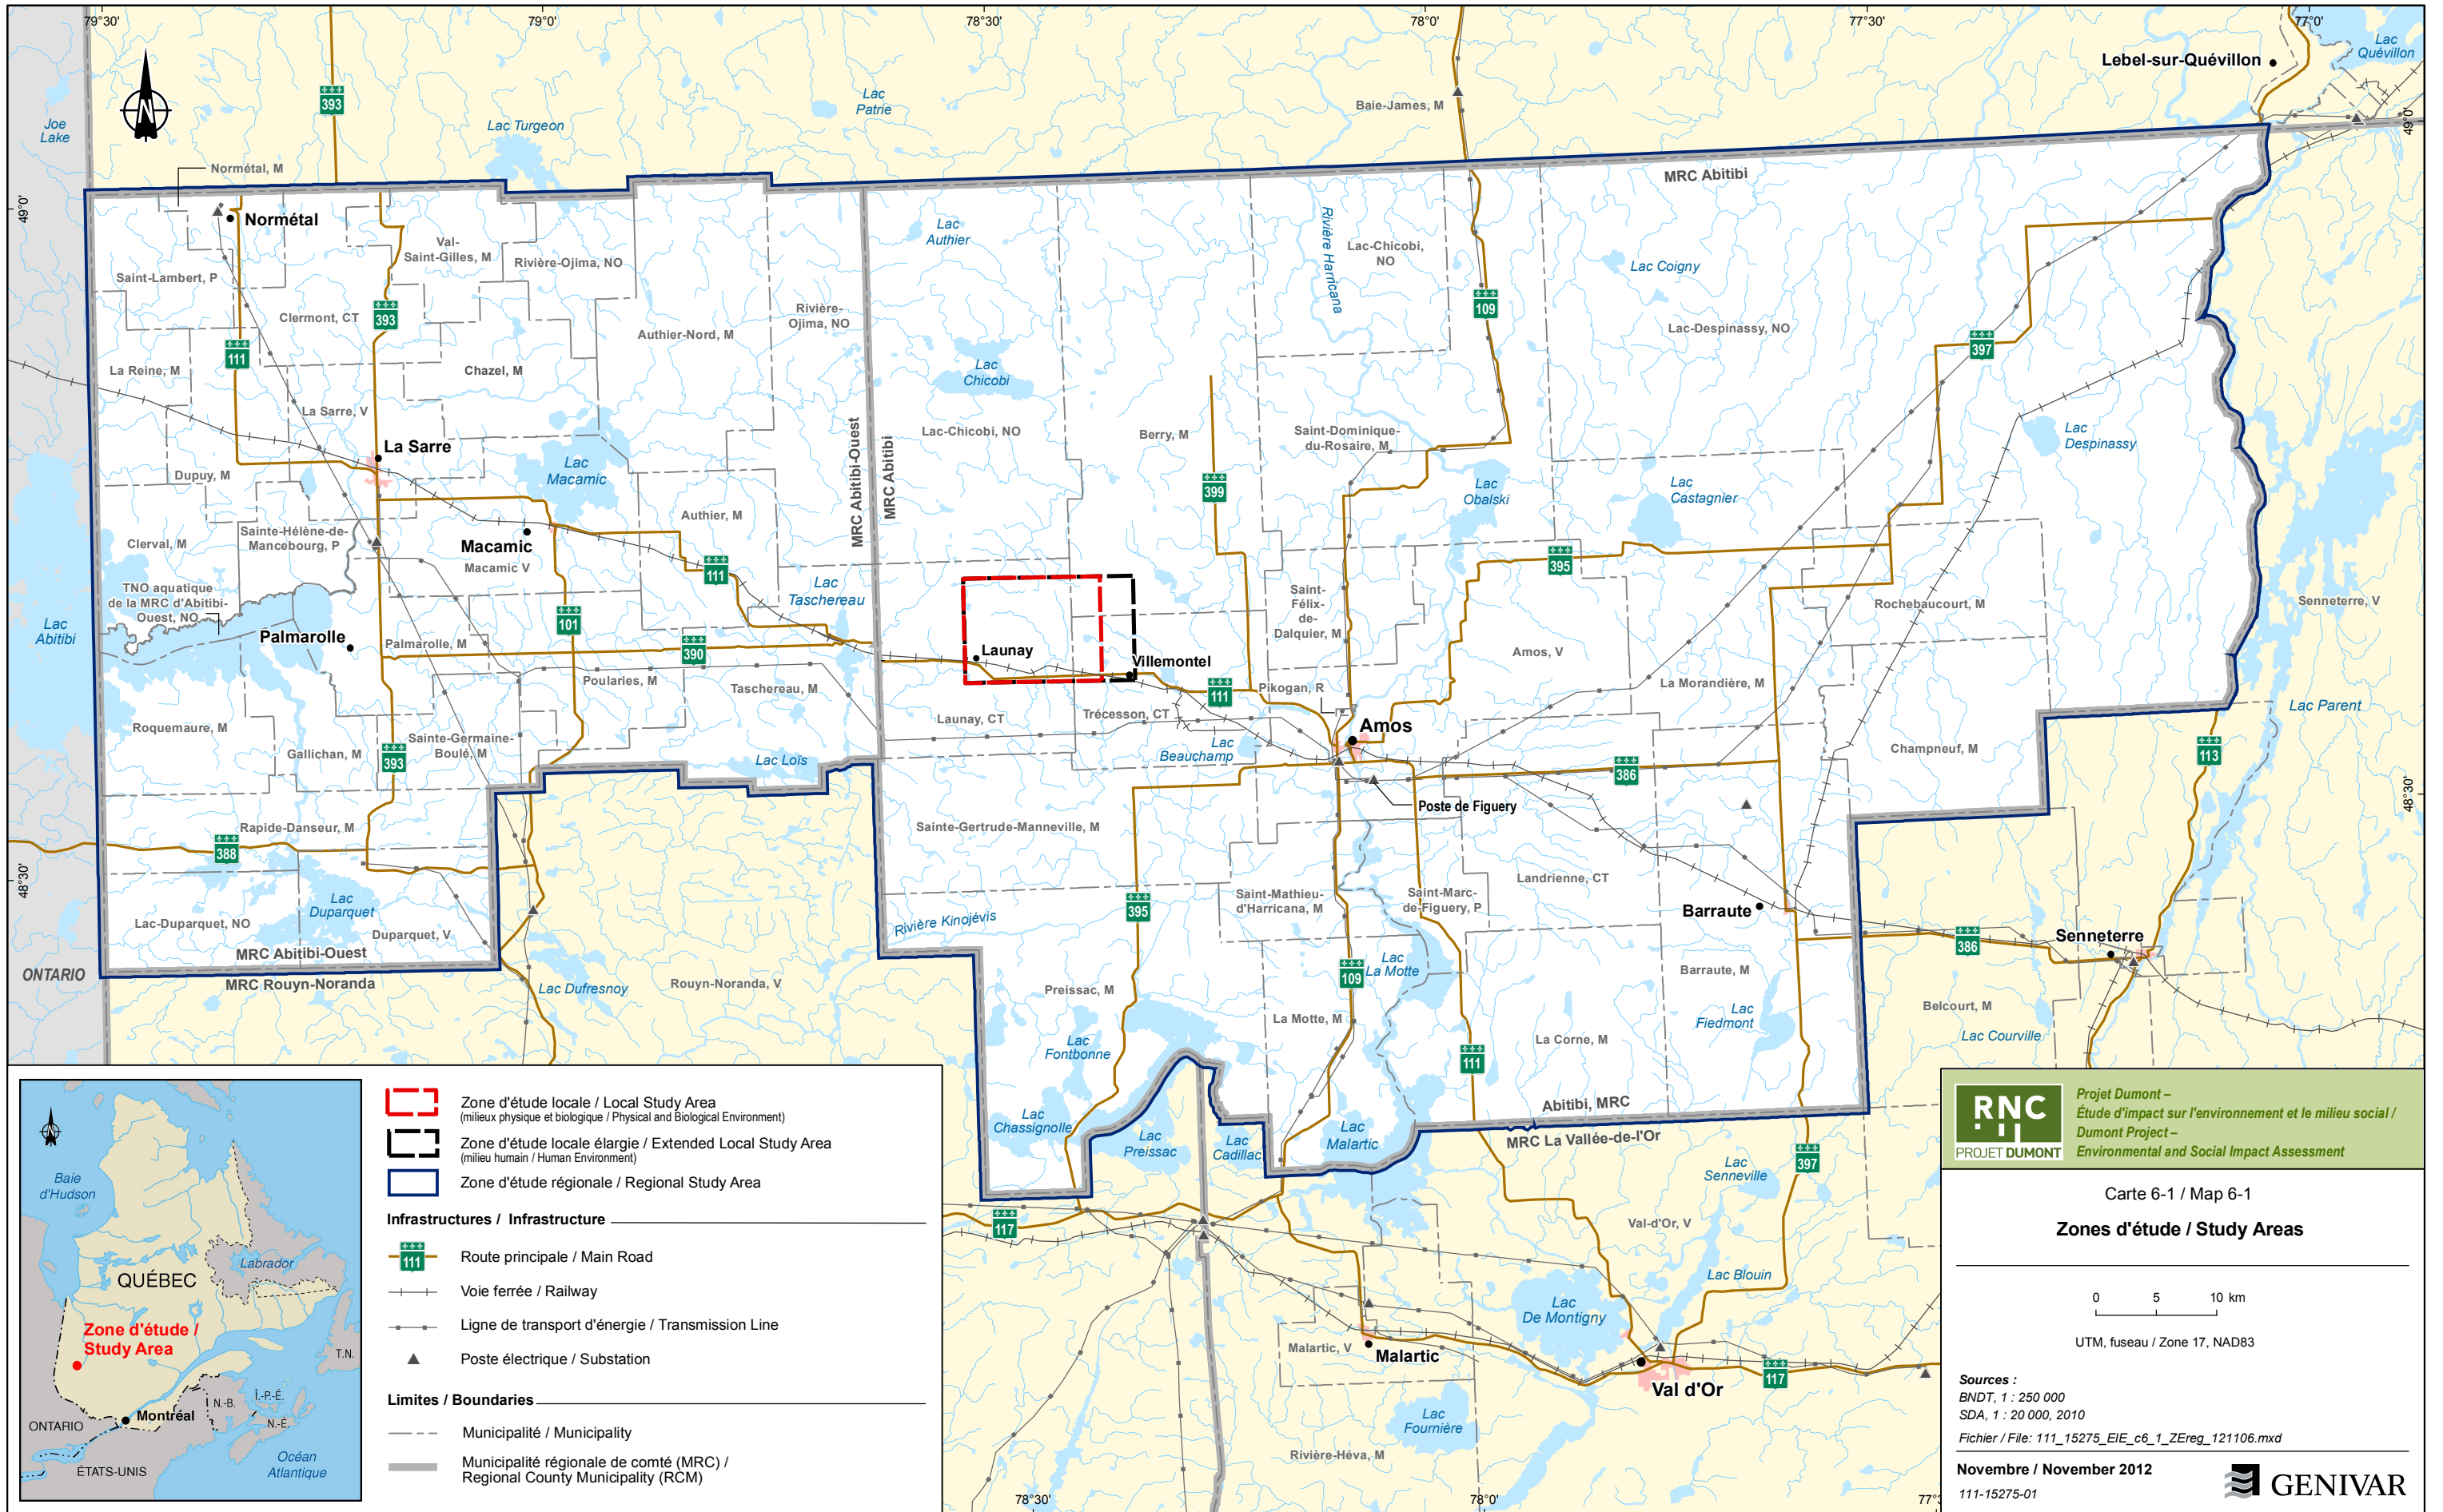 79°30'
79°0'
78°30'
78°0'
77°30'
77°0'
Lac
Quévillon
Lebel-sur-Quévillon
393
Lac
Patrie
Baie-James, M
Joe
Lake
Lac Turgeon
49°0'
N
Normétal, M
MRC Abitibi
49°0'
Normétal
Lac
Authier
Rivière Harricana
Lac-Chicobi,
NO
Val-
Saint-Gilles, M
Rivière-Ojima, NO
Saint-Lambert, P
Lac Coigny
Clermont, CT
393
Rivière-
Ojima, NO
109
Authier-Nord, M
Lac-Despinassy, NO
111
397
La Reine, M
Chazel, M
Lac
Chicobi
La Sarre, V
MRC Abitibi-Ouest
MRC Abitibi
Lac-Chicobi, NO
Berry, M
Saint-Dominique-
du-Rosaire, M
Lac
Despinassy
La Sarre
Dupuy, M
Lac
Macamic
399
Lac
Obalski
Lac
Castagnier
Authier, M
Sainte-Hélène-de-
Mancebourg, P
Clerval, M
Macamic
Macamic V
111
395
TNO aquatique
de la MRC d'Abitibi-
Ouest, NO
Lac
Taschereau
Saint-
Félix-
de-
Dalquier, M
Rochebaucourt, M
Senneterre, V
Lac
Abitibi
101
Palmarolle
Palmarolle, M
390
Launay
Villemontel
Amos, V
Poularies, M
Taschereau, M
111
Pikogan, R
La Morandière, M
Roquemaure, M
Launay, CT
Trécesson, CT
Lac Parent
Amos
Gallichan, M
Sainte-Germaine-
Boulé, M
393
Lac Loïs
Lac
Beauchamp
Champneuf, M
113
386
48°30'
Poste de Figuery
Rapide-Danseur, M
Sainte-Gertrude-Manneville, M
388
48°30'
Landrienne, CT
Lac
Duparquet
Saint-Mathieu-
d'Harricana, M
Saint-Marc-
de-Figuery, P
395
Barraute
Lac-Duparquet, NO
Rivière Kinojévis
Duparquet, V
Senneterre
386
MRC Abitibi-Ouest
ONTARIO
MRC Rouyn-Noranda
Lac Dufresnoy
Rouyn-Noranda, V
Preissac, M
109
Lac
La Motte
Barraute, M
Belcourt, M
La Motte, M
Lac
Fiedmont
Lac Courville
Lac
Fontbonne
La Corne, M
111
Lac
Chassignolle
Abitibi, MRC
Lac
Preissac
Lac
Cadillac
Lac
Malartic
MRC La Vallée-de-l'Or
397
Lac
Senneville
117
Val-d'Or, V
Lac Blouin
Lac
De Montigny
Malartic, V
Malartic
117
Val d'Or
Lac
Fournière
Rivière-Héva, M
78°30'
78°0'
77°
N
Baie
d'Hudson
Labrador
QUÉBEC
Zone d'étude /
Study Area
T.N.
Î.-P.-É.
N.-B.
N.-É.
Montréal
ONTARIO
Océan
Atlantique
ÉTATS-UNIS
Zone d'étude locale / Local Study Area
(milieux physique et biologique / Physical and Biological Environment)
Zone d'étude locale élargie / Extended Local Study Area
(milieu humain / Human Environment)
Zone d'étude régionale / Regional Study Area
Infrastructures / Infrastructure
111 Route principale / Main Road
Voie ferrée / Railway
Ligne de transport d'énergie / Transmission Line
Poste électrique / Substation
Limites / Boundaries
Municipalité / Municipality
Municipalité régionale de comté (MRC) /
Regional County Municipality (RCM)
RNC
PROJET DUMONT
Projet Dumont –
Étude d'impact sur l'environnement et le milieu social /
Dumont Project –
Environmental and Social Impact Assessment
Carte 6-1 / Map 6-1
Zones d'étude / Study Areas
0 5 10 km
UTM, fuseau / Zone 17, NAD83
Sources :
BNDT, 1 : 250 000
SDA, 1 : 20 000, 2010
Fichier / File: 111_15275_EIE_c6_1_ZEreg_121106.mxd
Novembre / November 2012
111-15275-01
GENIVAR